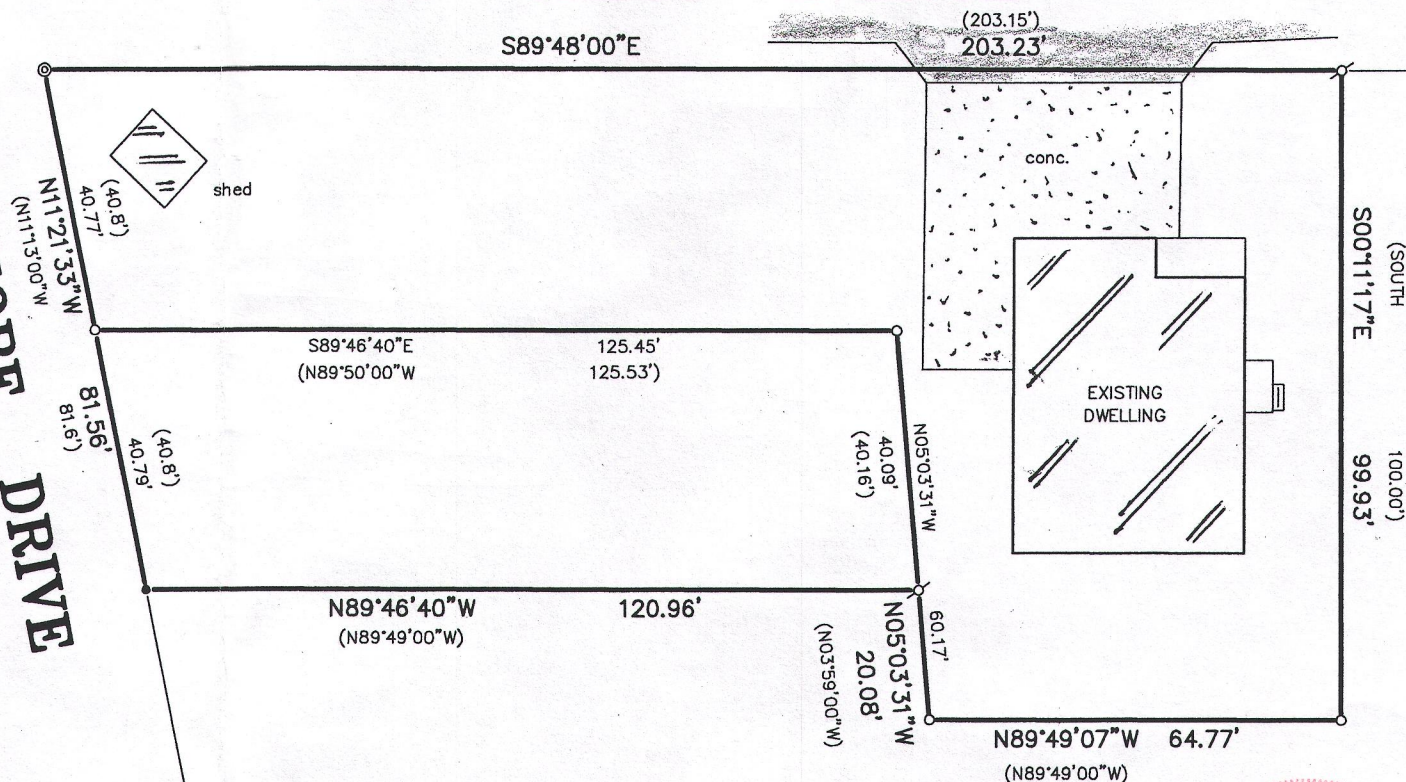 (203.15')
S89°48'00"E
203.23'
conc.
shed
(40.8')
40.77'
N11°21'33"W
(N11°13'00"W
(SOUTH
S00°11'17"E
100.00')
99.93'
S89°46'40"E 125.45'
(N89°50'00"W 125.53')
EXISTING
DWELLING
N05°03'31"W
40.09'
(40.16')
(40.8')
40.79'
81.56'
81.6')
DRIVE
N89°46'40"W 120.96'
(N89°49'00"W)
60.17'
N05°03'31"W
20.08'
(N03°59'00"W)
N89°49'07"W 64.77'
(N89°49'00"W)